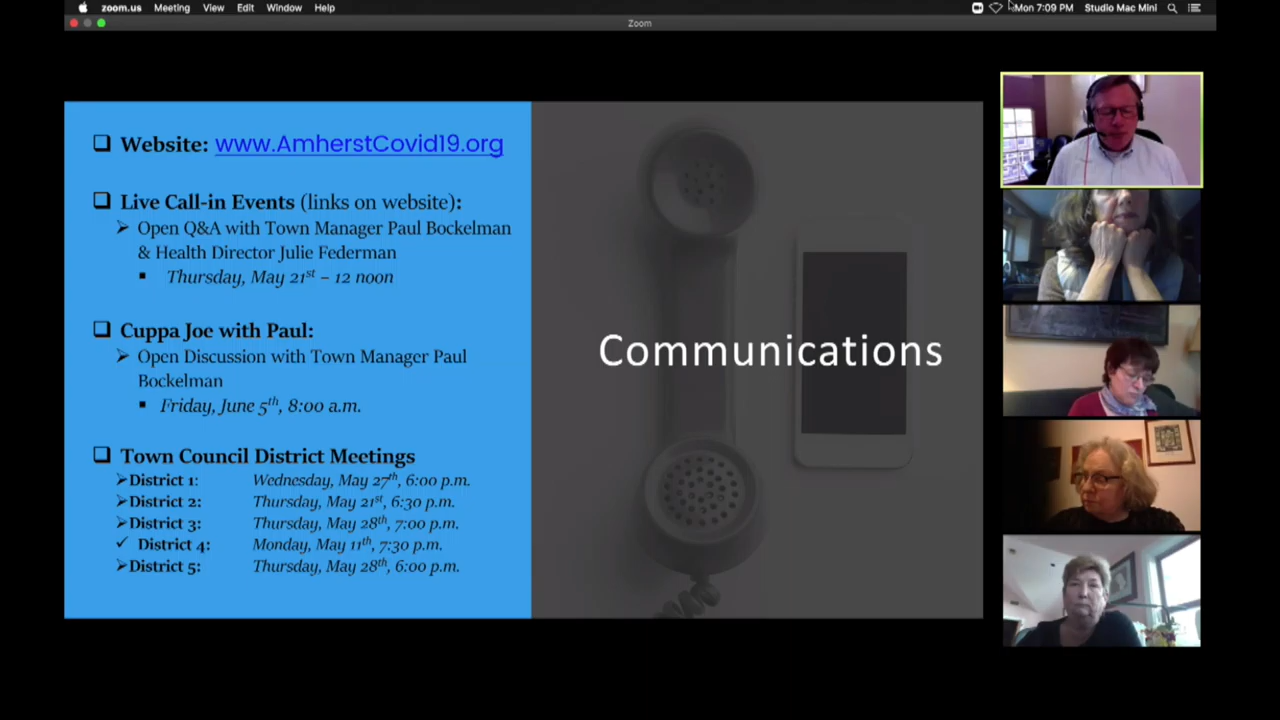 zoom.us Meeting View Edit Window Help Mon 7:09 PM Studio Mac Mini
Zoom
Website: www.AmherstCovid19.org
Live Call-in Events (links on website):
Open Q&A with Town Manager Paul Bockelman
& Health Director Julie Federman
Thursday, May 21st – 12 noon
Cuppa Joe with Paul:
Open Discussion with Town Manager Paul
Bockelman
Friday, June 5th, 8:00 a.m.
Town Council District Meetings
District 1: Wednesday, May 27th, 6:00 p.m.
District 2: Thursday, May 21st, 6:30 p.m.
District 3: Thursday, May 28th, 7:00 p.m.
District 4: Monday, May 11th, 7:30 p.m.
District 5: Thursday, May 28th, 6:00 p.m.
Communications